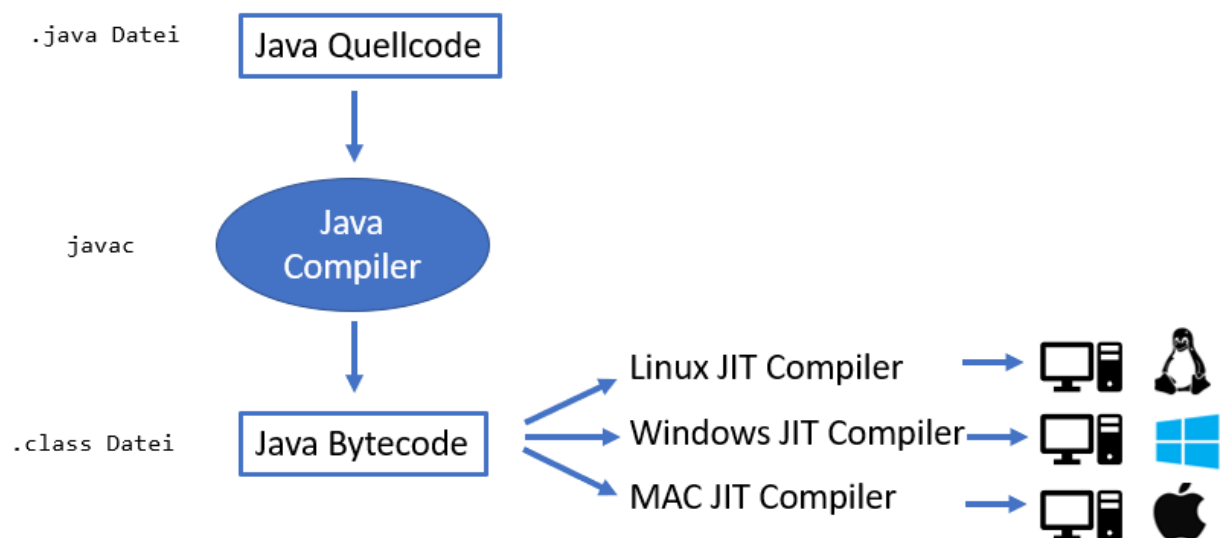 .java Datei
Java Quellcode
javac
Java
Compiler
Linux JIT Compiler
.class Datei
Java Bytecode
Windows JIT Compiler
MAC JIT Compiler